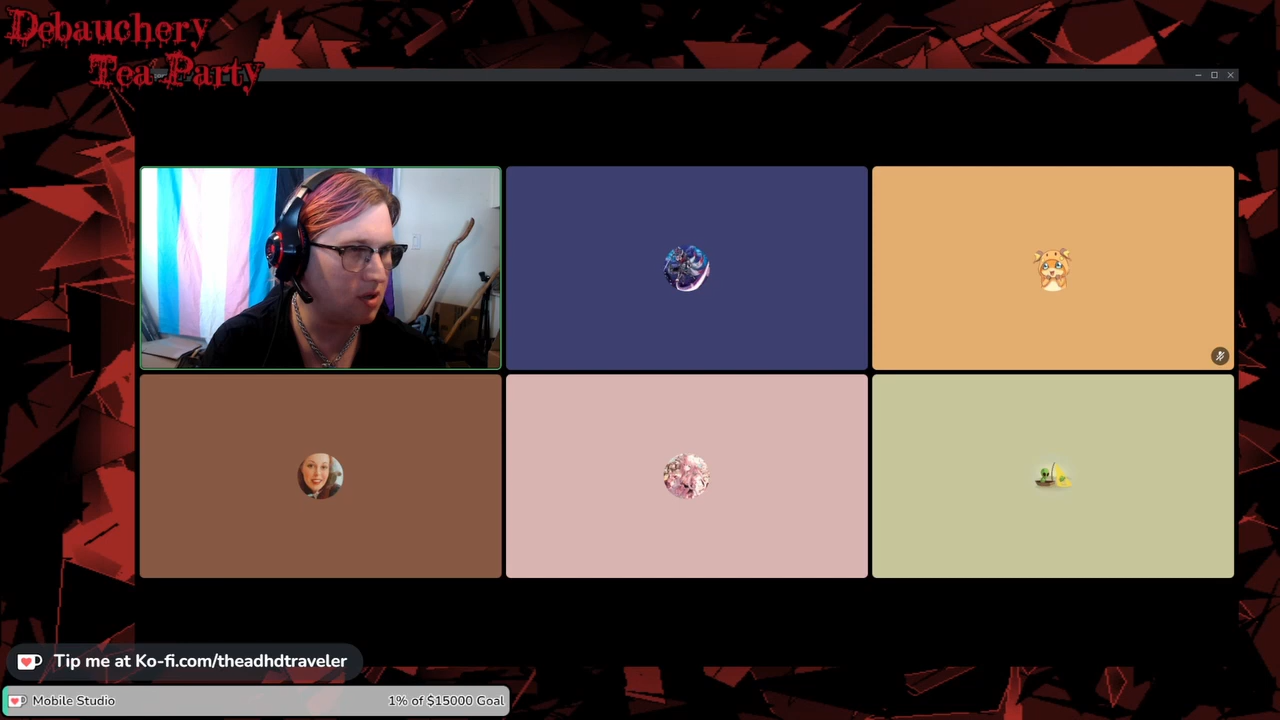 Debauchery
Tea Party
Tip me at Ko-fi.com/theadhdtraveler
Mobile Studio
1% of $15000 Goal